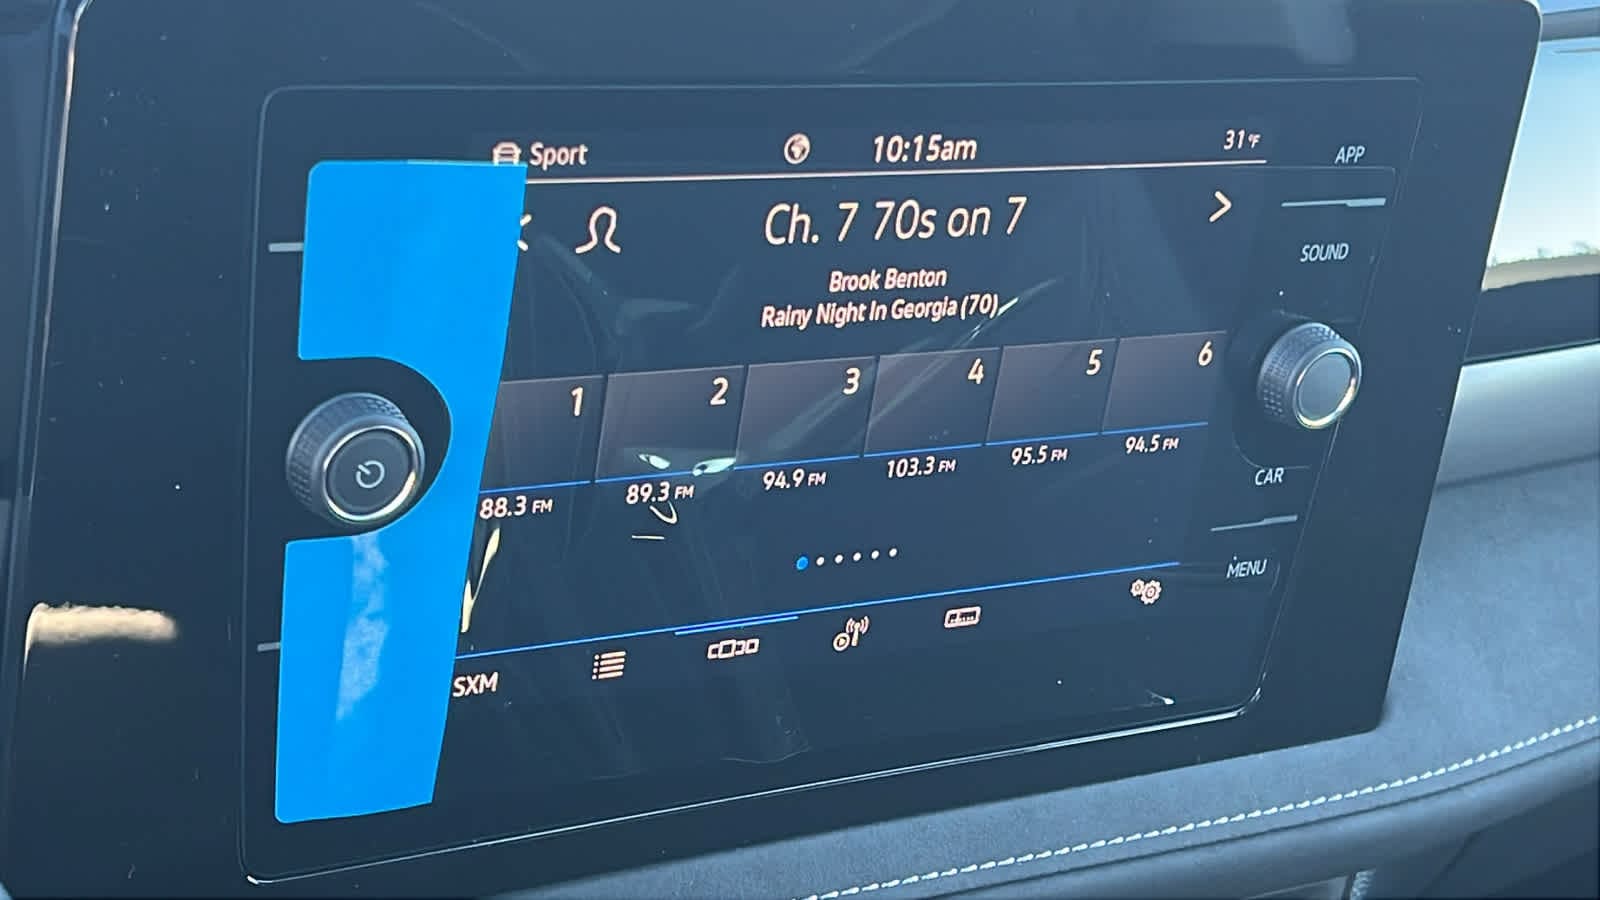 Sport 10:15am 31°F
APP
Ch. 7 70s on 7
SOUND
Brook Benton
Rainy Night In Georgia (70)
1 2 3 4 5 6
88.3 FM 89.3 FM 94.9 FM 103.3 FM 95.5 FM 94.5 FM
CAR
MENU
SXM